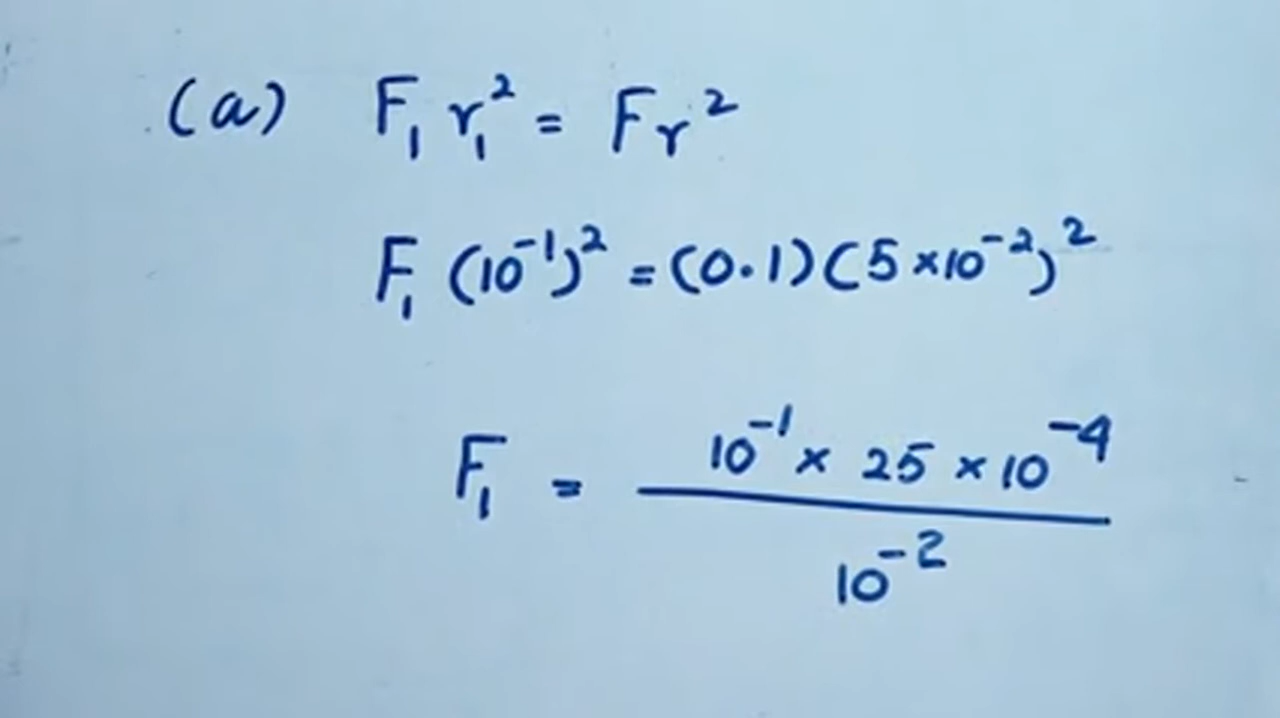 (a) F₁ r₁² = Fr²
F₁ (10⁻¹)² = (0.1)(5×10⁻²)²
F₁ = 10⁻¹ × 25 × 10⁻⁴
10⁻²